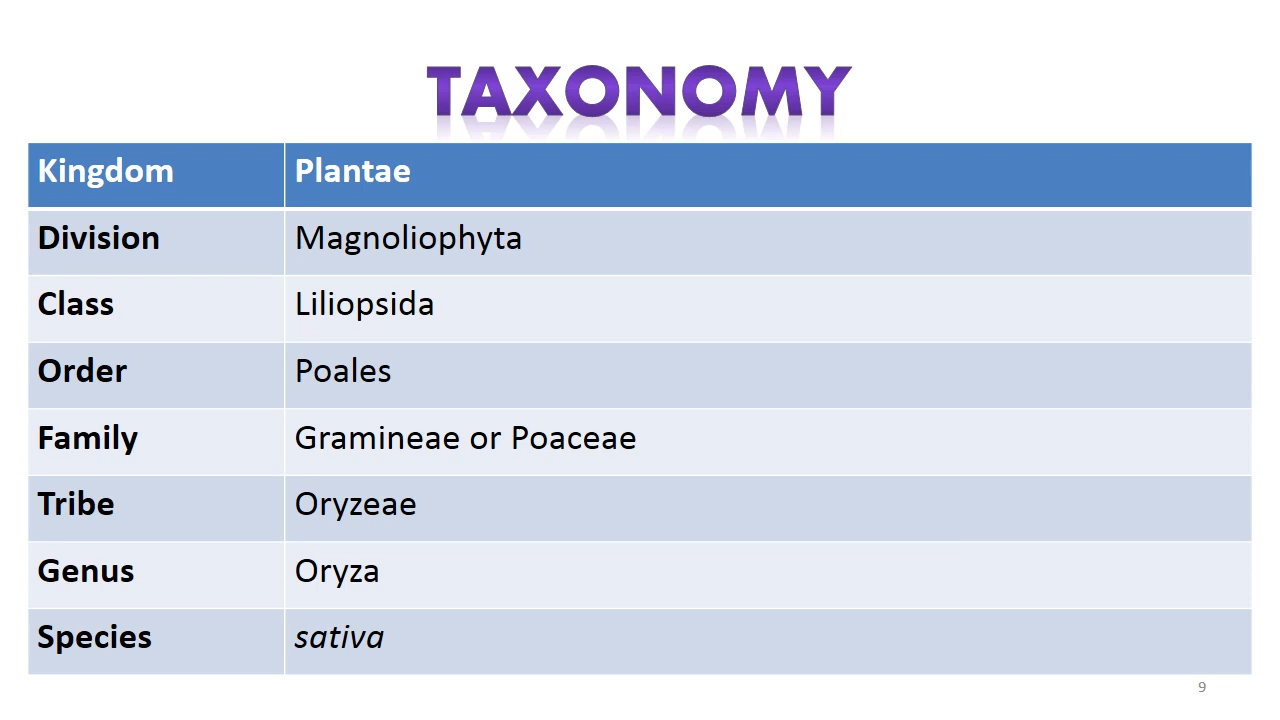 TAXONOMY
Kingdom Plantae
Division Magnoliophyta
Class Liliopsida
Order Poales
Family Gramineae or Poaceae
Tribe Oryzeae
Genus Oryza
Species sativa
9